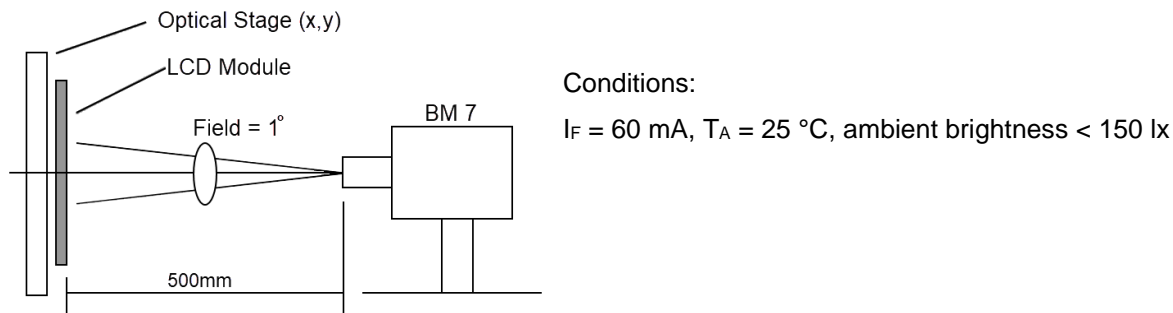 Optical Stage (x,y)
LCD Module
Field = 1°
BM 7
500mm
Conditions:
IF = 60 mA, TA = 25 °C, ambient brightness < 150 lx